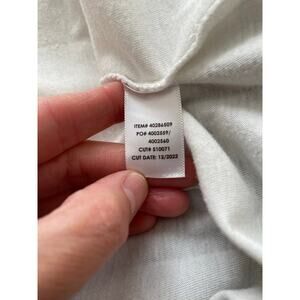 ITEM# 40286509
PO# 4002559/
4002560
CUT# 510071
CUT DATE: 12/2022